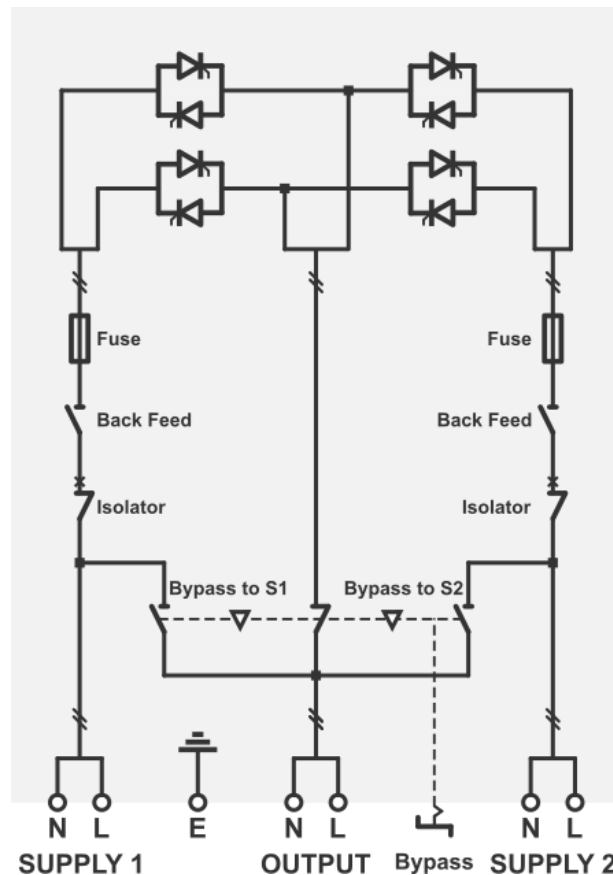 Fuse Fuse
Back Feed Back Feed
Isolator Isolator
Bypass to S1 Bypass to S2
N L E N L N L
SUPPLY 1 OUTPUT Bypass SUPPLY 2